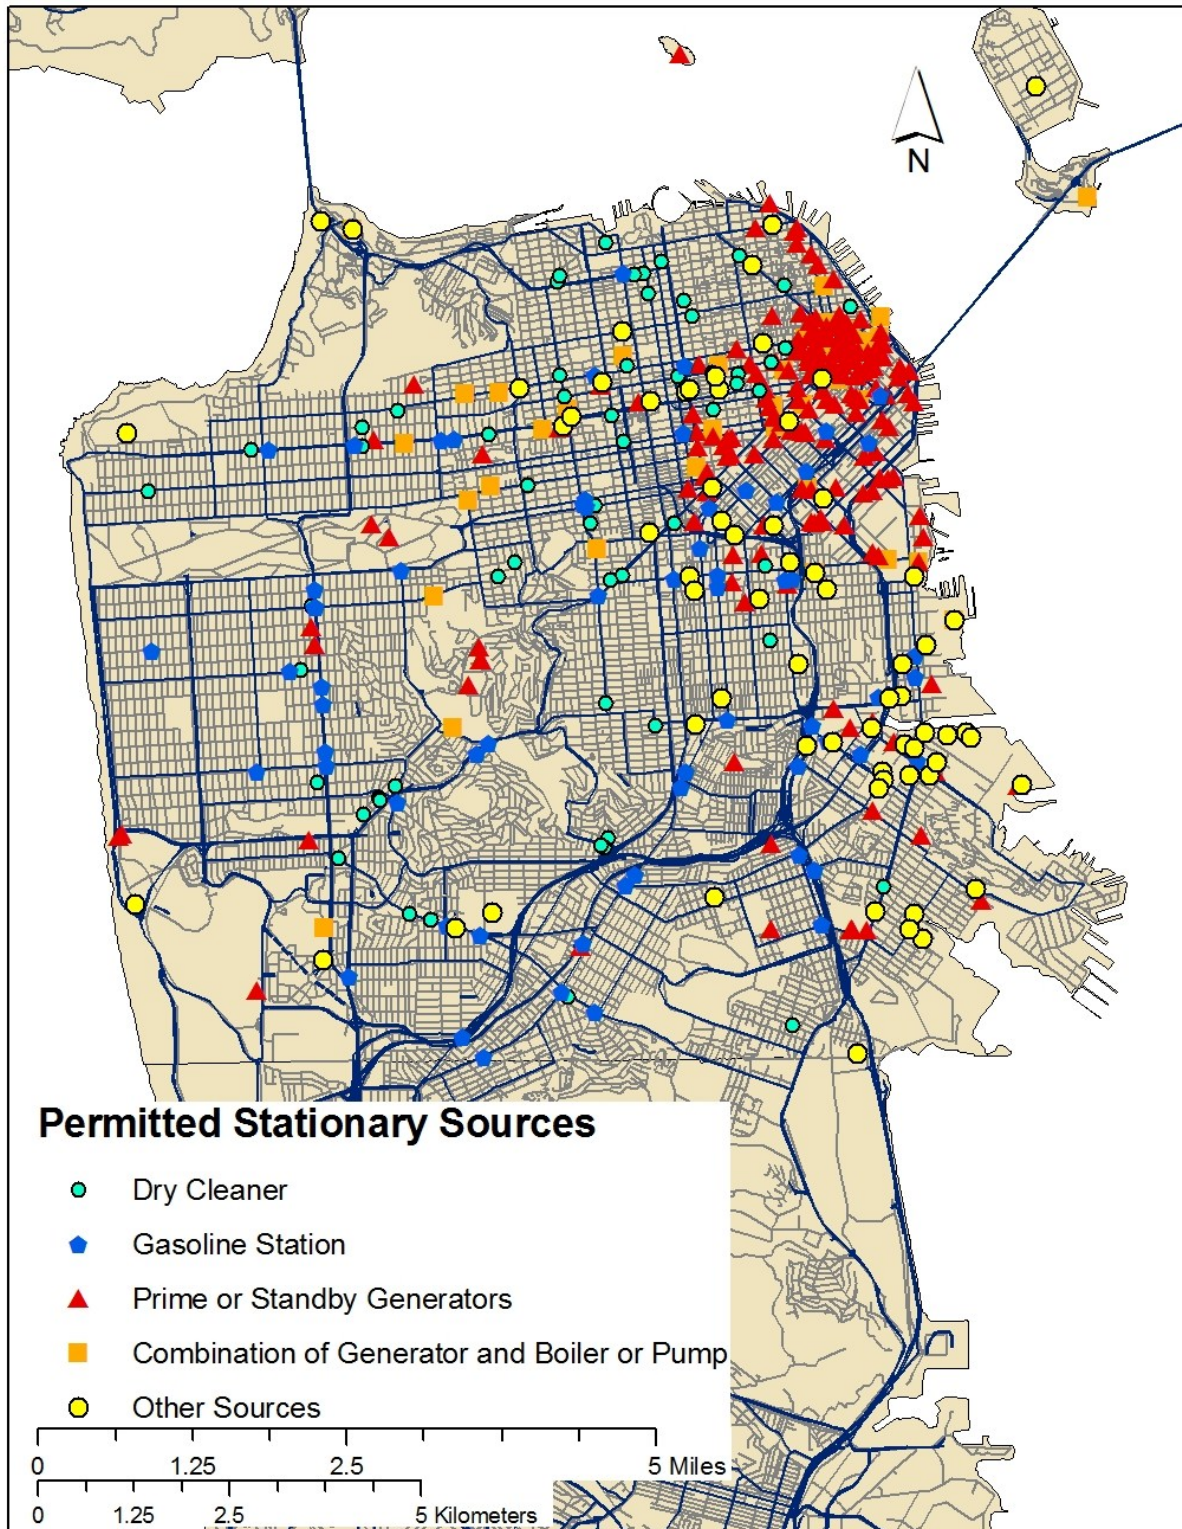 N
Permitted Stationary Sources
Dry Cleaner
Gasoline Station
Prime or Standby Generators
Combination of Generator and Boiler or Pump
Other Sources
0 1.25 2.5 5 Miles
0 1.25 2.5 5 Kilometers